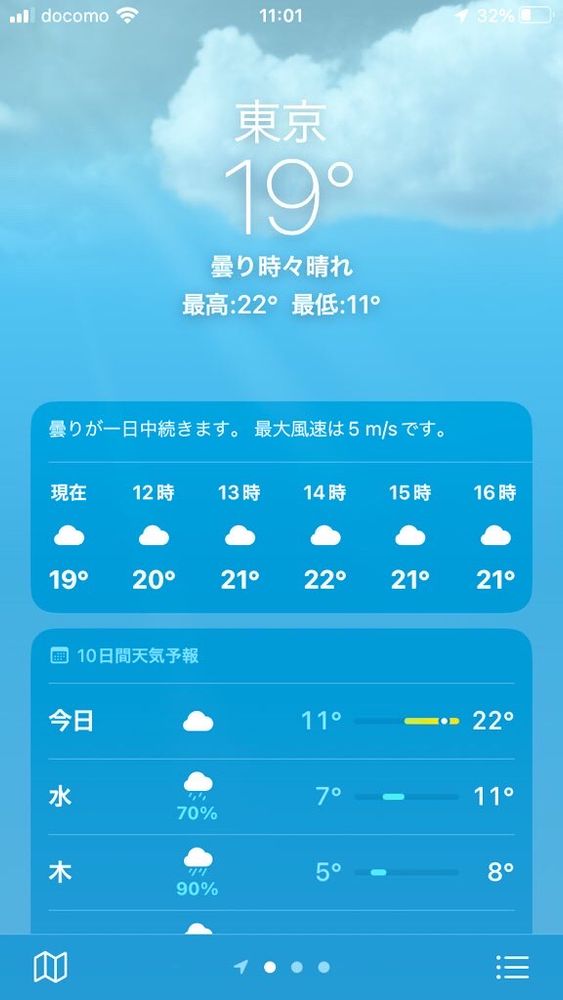 docomo 11:01 32%
東京
19°
曇り時々晴れ
最高:22° 最低:11°
曇りが一日中続きます。 最大風速は5 m/sです。
現在 12時 13時 14時 15時 16時
19° 20° 21° 22° 21° 21°
10日間天気予報
今日 11° 22°
水 70% 7° 11°
木 90% 5° 8°